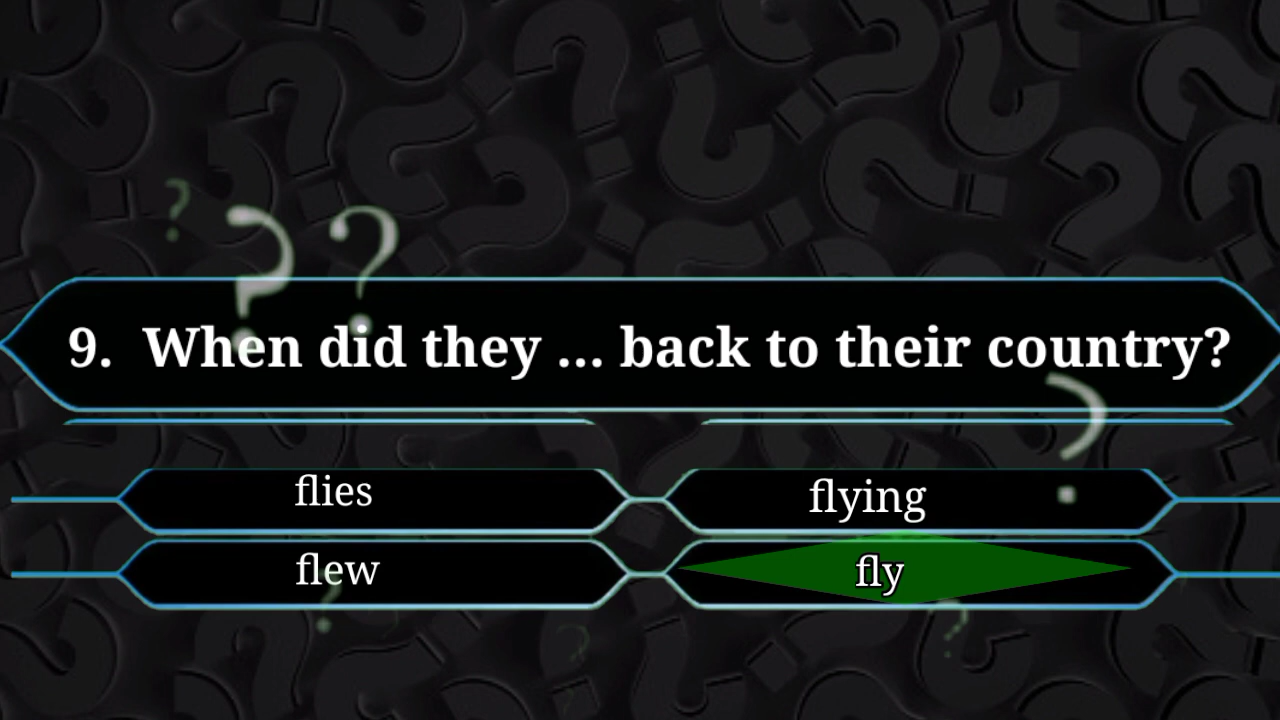 9. When did they ... back to their country?
flies
flying
flew
fly